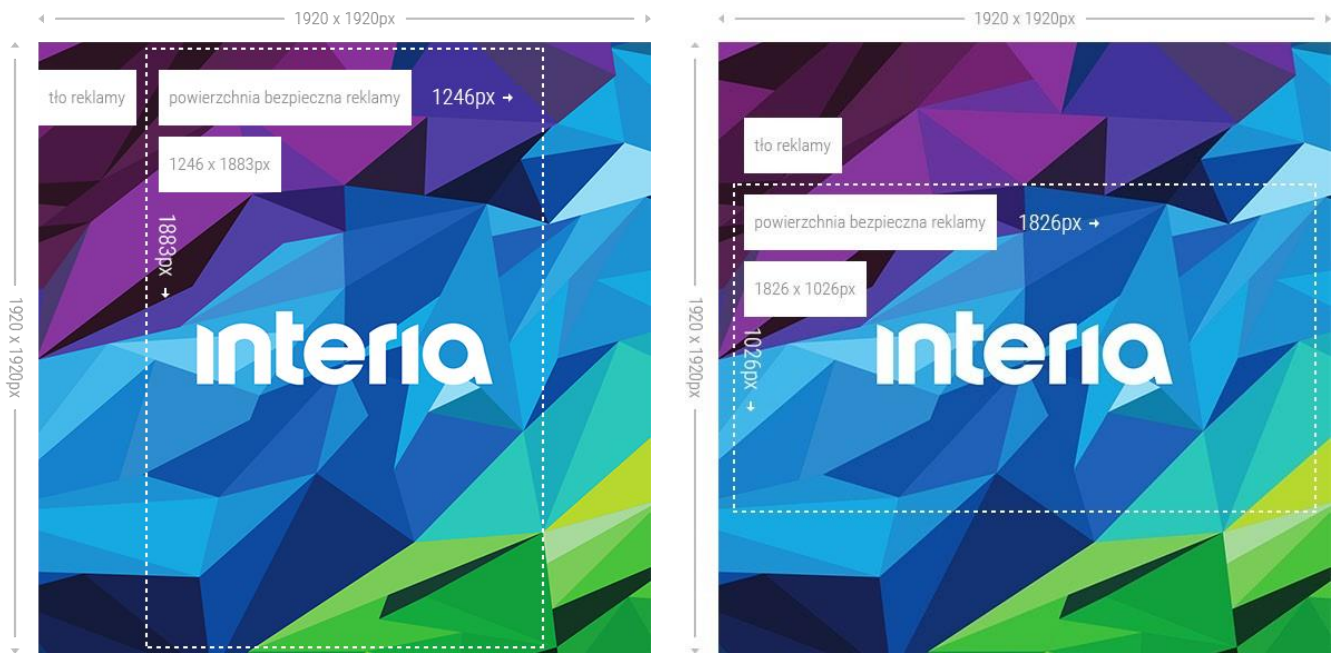 1920 x 1920px
1920 x 1920px
tło reklamy
powierzchnia bezpieczna reklamy
1246px →
1246 x 1883px
1883px →
interia
1920 x 1920px
1920 x 1920px
tło reklamy
powierzchnia bezpieczna reklamy
1826px →
1826 x 1026px
1026px →
interia